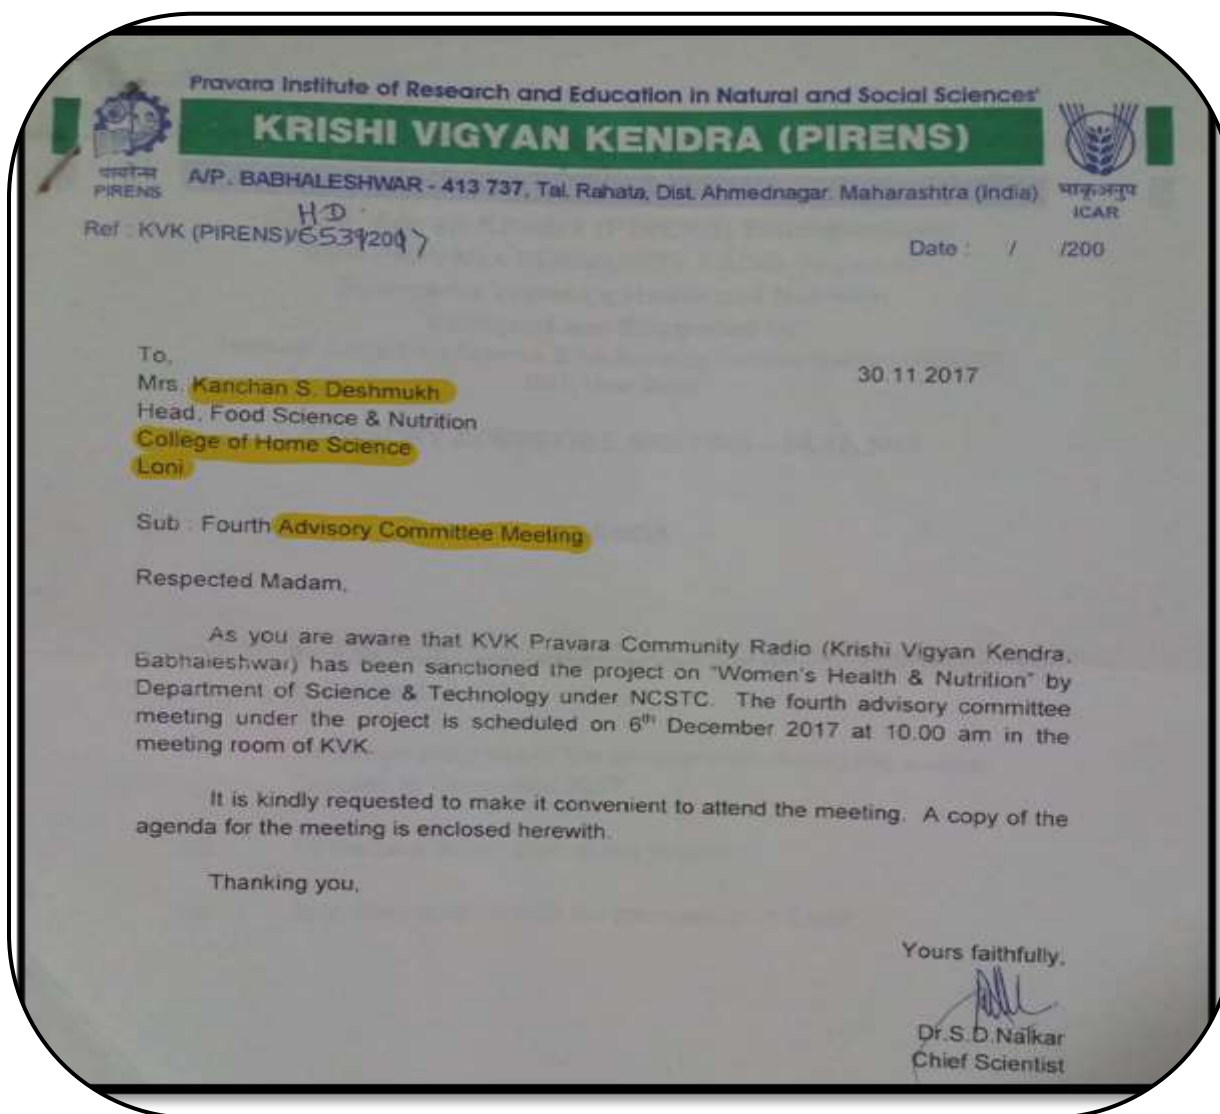 Pravara Institute of Research and Education in Natural and Social Sciences'
KRISHI VIGYAN KENDRA (PIRENS)
पायरेन्स
PIRENS
A/P. BABHALESHWAR - 413 737, Tal. Rahata, Dist. Ahmednagar. Maharashtra (India)
भाकृअनुप
ICAR
HD
Ref : KVK (PIRENS)/6539/2017
Date : / /200
To,
30.11.2017
Mrs. Kanchan S. Deshmukh
Head, Food Science & Nutrition
College of Home Science
Loni
Sub : Fourth Advisory Committee Meeting
Respected Madam,
As you are aware that KVK Pravara Community Radio (Krishi Vigyan Kendra,
Babhaleshwar) has been sanctioned the project on "Women's Health & Nutrition" by
Department of Science & Technology under NCSTC. The fourth advisory committee
meeting under the project is scheduled on 6th December 2017 at 10.00 am in the
meeting room of KVK.
It is kindly requested to make it convenient to attend the meeting. A copy of the
agenda for the meeting is enclosed herewith.
Thanking you,
Yours faithfully,
Dr.S.D.Nalkar
Chief Scientist